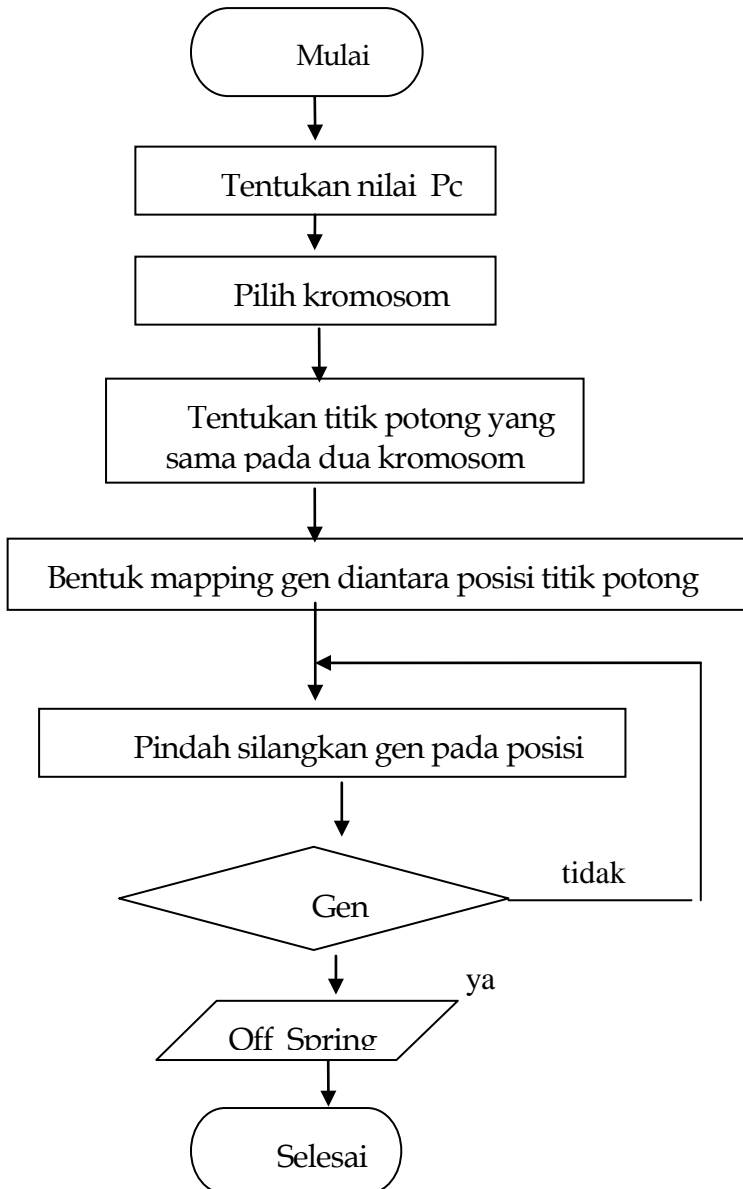 Mulai
Tentukan nilai Pc
Pilih kromosom
Tentukan titik potong yang
sama pada dua kromosom
Bentuk mapping gen diantara posisi titik potong
Pindah silangkan gen pada posisi
Gen
tidak
ya
Off Spring
Selesai